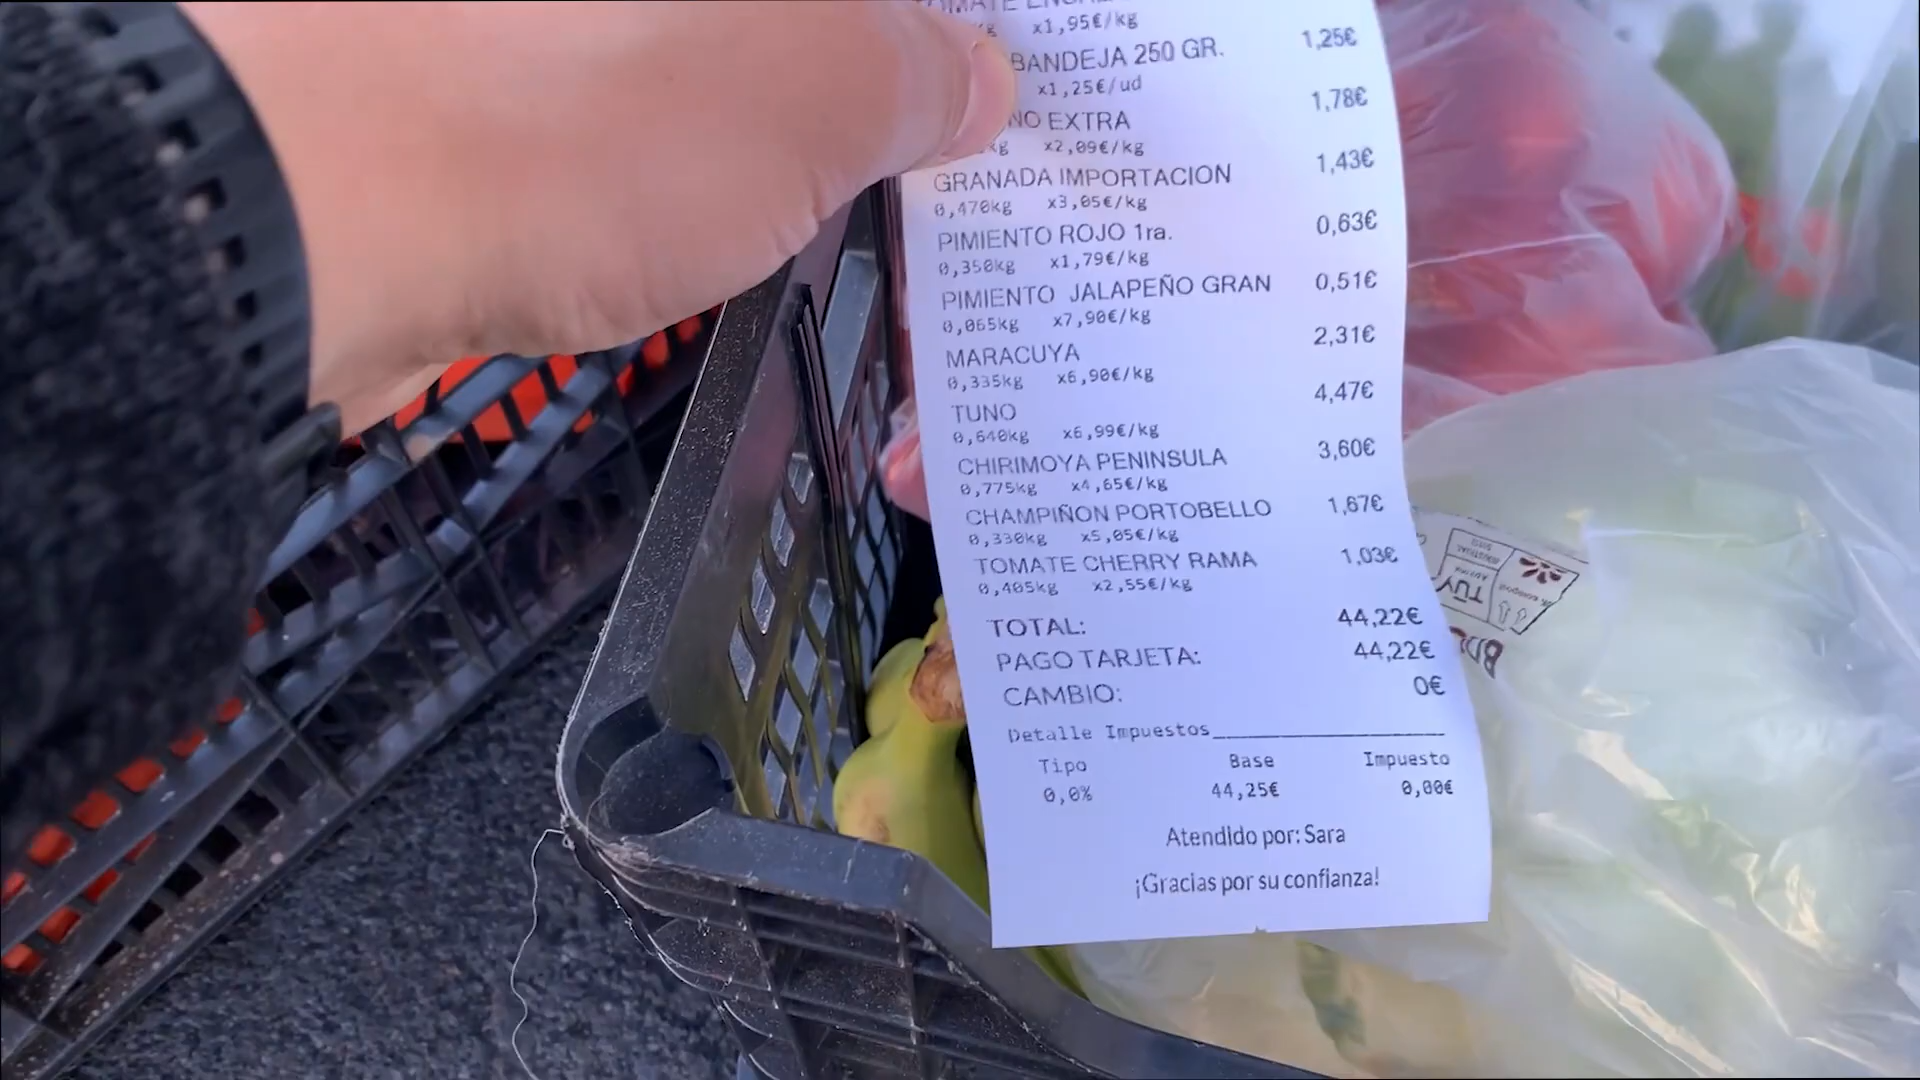 x1,95€/kg
BANDEJA 250 GR. 1,25€
x1,25€/ud
EXTRA 1,78€
kg x2,09€/kg
GRANADA IMPORTACION 1,43€
0,470kg x3,05€/kg
PIMIENTO ROJO 1ra. 0,63€
0,350kg x1,79€/kg
PIMIENTO JALAPEÑO GRAN 0,51€
0,065kg x7,90€/kg
MARACUYA 2,31€
0,335kg x6,90€/kg
TUNO 4,47€
0,640kg x6,99€/kg
CHIRIMOYA PENINSULA 3,60€
0,775kg x4,65€/kg
CHAMPIÑON PORTOBELLO 1,67€
0,330kg x5,05€/kg
TOMATE CHERRY RAMA 1,03€
0,405kg x2,55€/kg
TOTAL: 44,22€
PAGO TARJETA: 44,22€
CAMBIO: 0€
Detalle Impuestos
Tipo Base Impuesto
0,0% 44,25€ 0,00€
Atendido por: Sara
¡Gracias por su confianza!